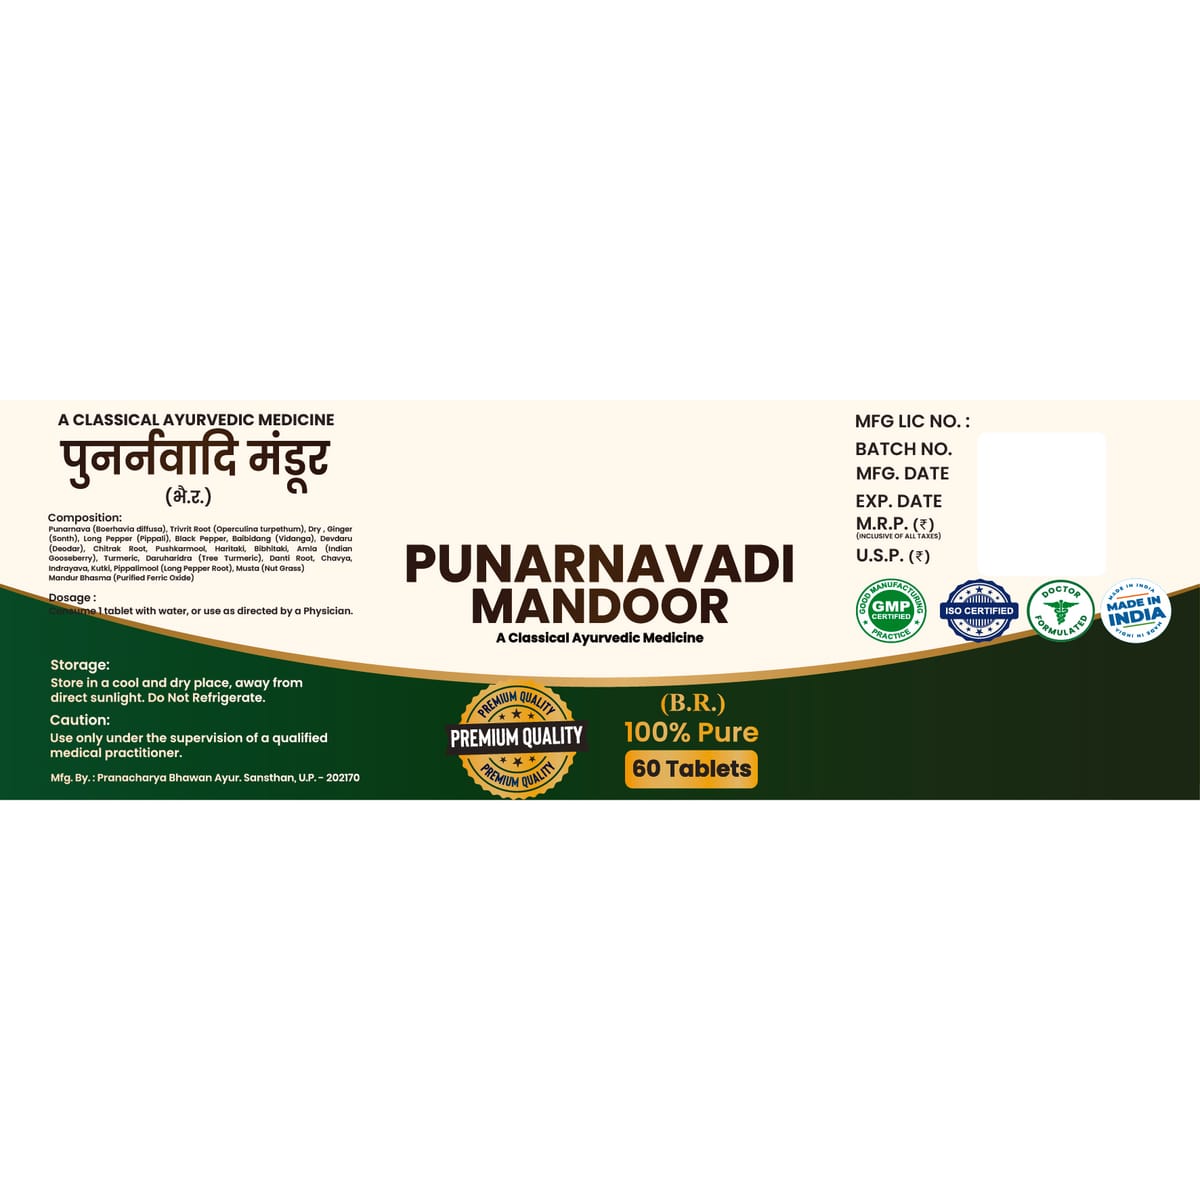 A CLASSICAL AYURVEDIC MEDICINE
पुनर्नवादि मंडूर
(भै.र.)
Composition:
Punarnava (Boerhavia diffusa), Trivrit Root (Operculina turpethum), Dry , Ginger
(Sonth), Long Pepper (Pippali), Black Pepper, Baibidang (Vidanga), Devdaru
(Deodar), Chitrak Root, Pushkarmool, Haritaki, Bibhitaki, Amla (Indian
Gooseberry), Turmeric, Daruharidra (Tree Turmeric), Danti Root, Chavya,
Indrayava, Kutki, Pippalimool (Long Pepper Root), Musta (Nut Grass)
Mandur Bhasma (Purified Ferric Oxide)
Dosage :
Consume 1 tablet with water, or use as directed by a Physician.
Storage:
Store in a cool and dry place, away from
direct sunlight. Do Not Refrigerate.
Caution:
Use only under the supervision of a qualified
medical practitioner.
Mfg. By. : Pranacharya Bhawan Ayur. Sansthan, U.P. - 202170
PUNARNAVADI
MANDOOR
A Classical Ayurvedic Medicine
PREMIUM QUALITY
PREMIUM QUALITY
PREMIUM QUALITY
(B.R.)
100% Pure
60 Tablets
MFG LIC NO. :
BATCH NO.
MFG. DATE
EXP. DATE
M.R.P. (₹)
(INCLUSIVE OF ALL TAXES)
U.S.P. (₹)
GOOD MANUFACTURING
GMP
CERTIFIED
PRACTICE
ISO CERTIFIED
DOCTOR
FORMULATED
MADE IN INDIA
MADE IN
INDIA
MADE IN INDIA